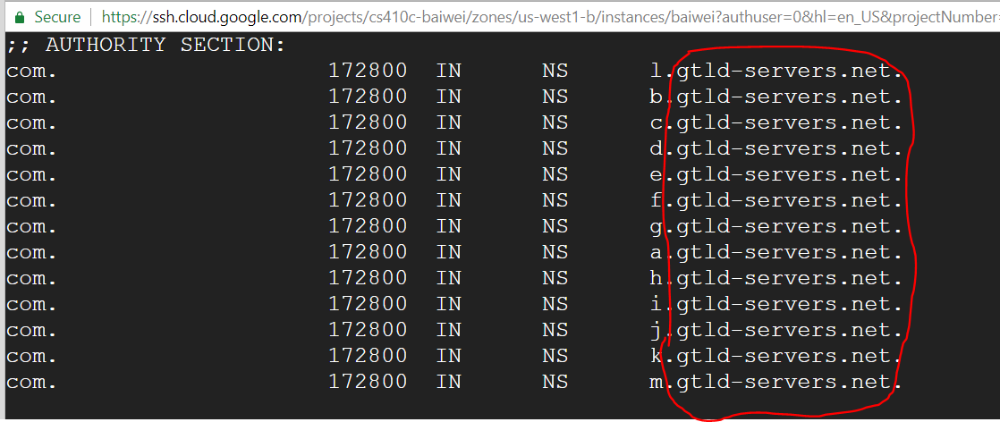 Secure | https://ssh.cloud.google.com/projects/cs410c-baiwei/zones/us-west1-b/instances/baiwei?authuser=0&hl=en_US&projectNumber=
;; AUTHORITY SECTION:
com. 172800 IN NS l.gtld-servers.net.
com. 172800 IN NS b.gtld-servers.net.
com. 172800 IN NS c.gtld-servers.net.
com. 172800 IN NS d.gtld-servers.net.
com. 172800 IN NS e.gtld-servers.net.
com. 172800 IN NS f.gtld-servers.net.
com. 172800 IN NS g.gtld-servers.net.
com. 172800 IN NS a.gtld-servers.net.
com. 172800 IN NS h.gtld-servers.net.
com. 172800 IN NS i.gtld-servers.net.
com. 172800 IN NS j.gtld-servers.net.
com. 172800 IN NS k.gtld-servers.net.
com. 172800 IN NS m.gtld-servers.net.